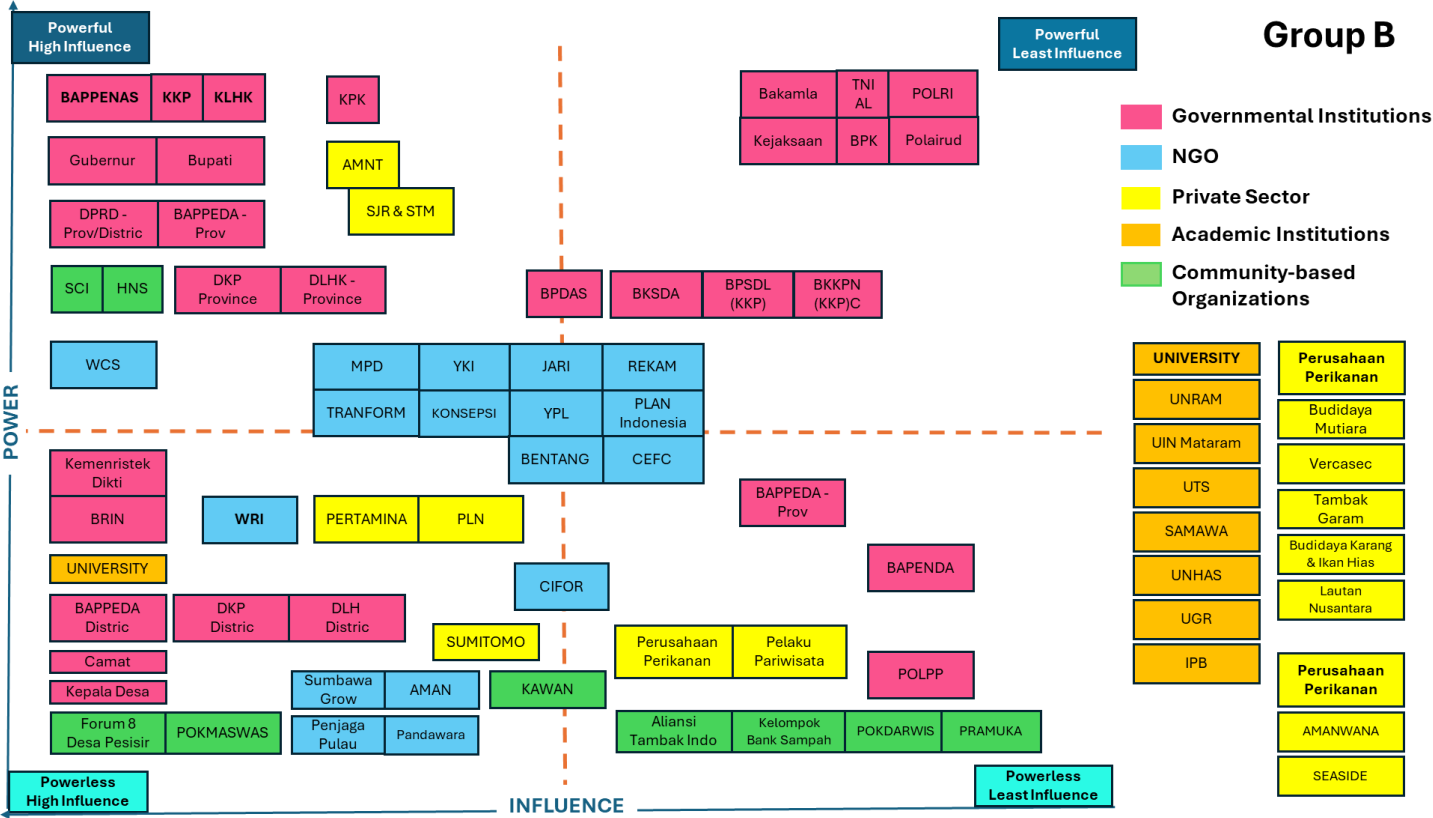 Powerful
High Influence
Powerful
Least Influence
Group B
BAPPENAS
KKP
KLHK
KPK
Bakamla
TNI
AL
POLRI
Kejaksaan
BPK
Polairud
Governmental Institutions
NGO
Private Sector
Academic Institutions
Community-based
Organizations
Gubernur
Bupati
AMNT
SJR & STM
DPRD -
Prov/Distric
BAPPEDA -
Prov
SCI
HNS
DKP
Province
DLHK -
Province
BPDAS
BKSDA
BPSDL
(KKP)
BKKPN
(KKP)C
WCS
MPD
YKI
JARI
REKAM
TRANFORM
KONSEPSI
YPL
PLAN
Indonesia
BENTANG
CEFC
POWER
Kemenristek
Dikti
BRIN
WRI
PERTAMINA
PLN
BAPPEDA -
Prov
UNIVERSITY
CIFOR
BAPENDA
BAPPEDA
Distric
DKP
Distric
DLH
Distric
SUMITOMO
Perusahaan
Perikanan
Pelaku
Pariwisata
Camat
Kepala Desa
Sumbawa
Grow
AMAN
KAWAN
POLPP
Forum 8
Desa Pesisir
POKMASWAS
Penjaga
Pulau
Pandawara
Aliansi
Tambak Indo
Kelompok
Bank Sampah
POKDARWIS
PRAMUKA
Powerless
High Influence
INFLUENCE
Powerless
Least Influence
UNIVERSITY
UNRAM
UIN Mataram
UTS
SAMAWA
UNHAS
UGR
IPB
Perusahaan
Perikanan
Budidaya
Mutiara
Vercasec
Tambak
Garam
Budidaya Karang
& Ikan Hias
Lautan
Nusantara
Perusahaan
Perikanan
AMANWANA
SEASIDE